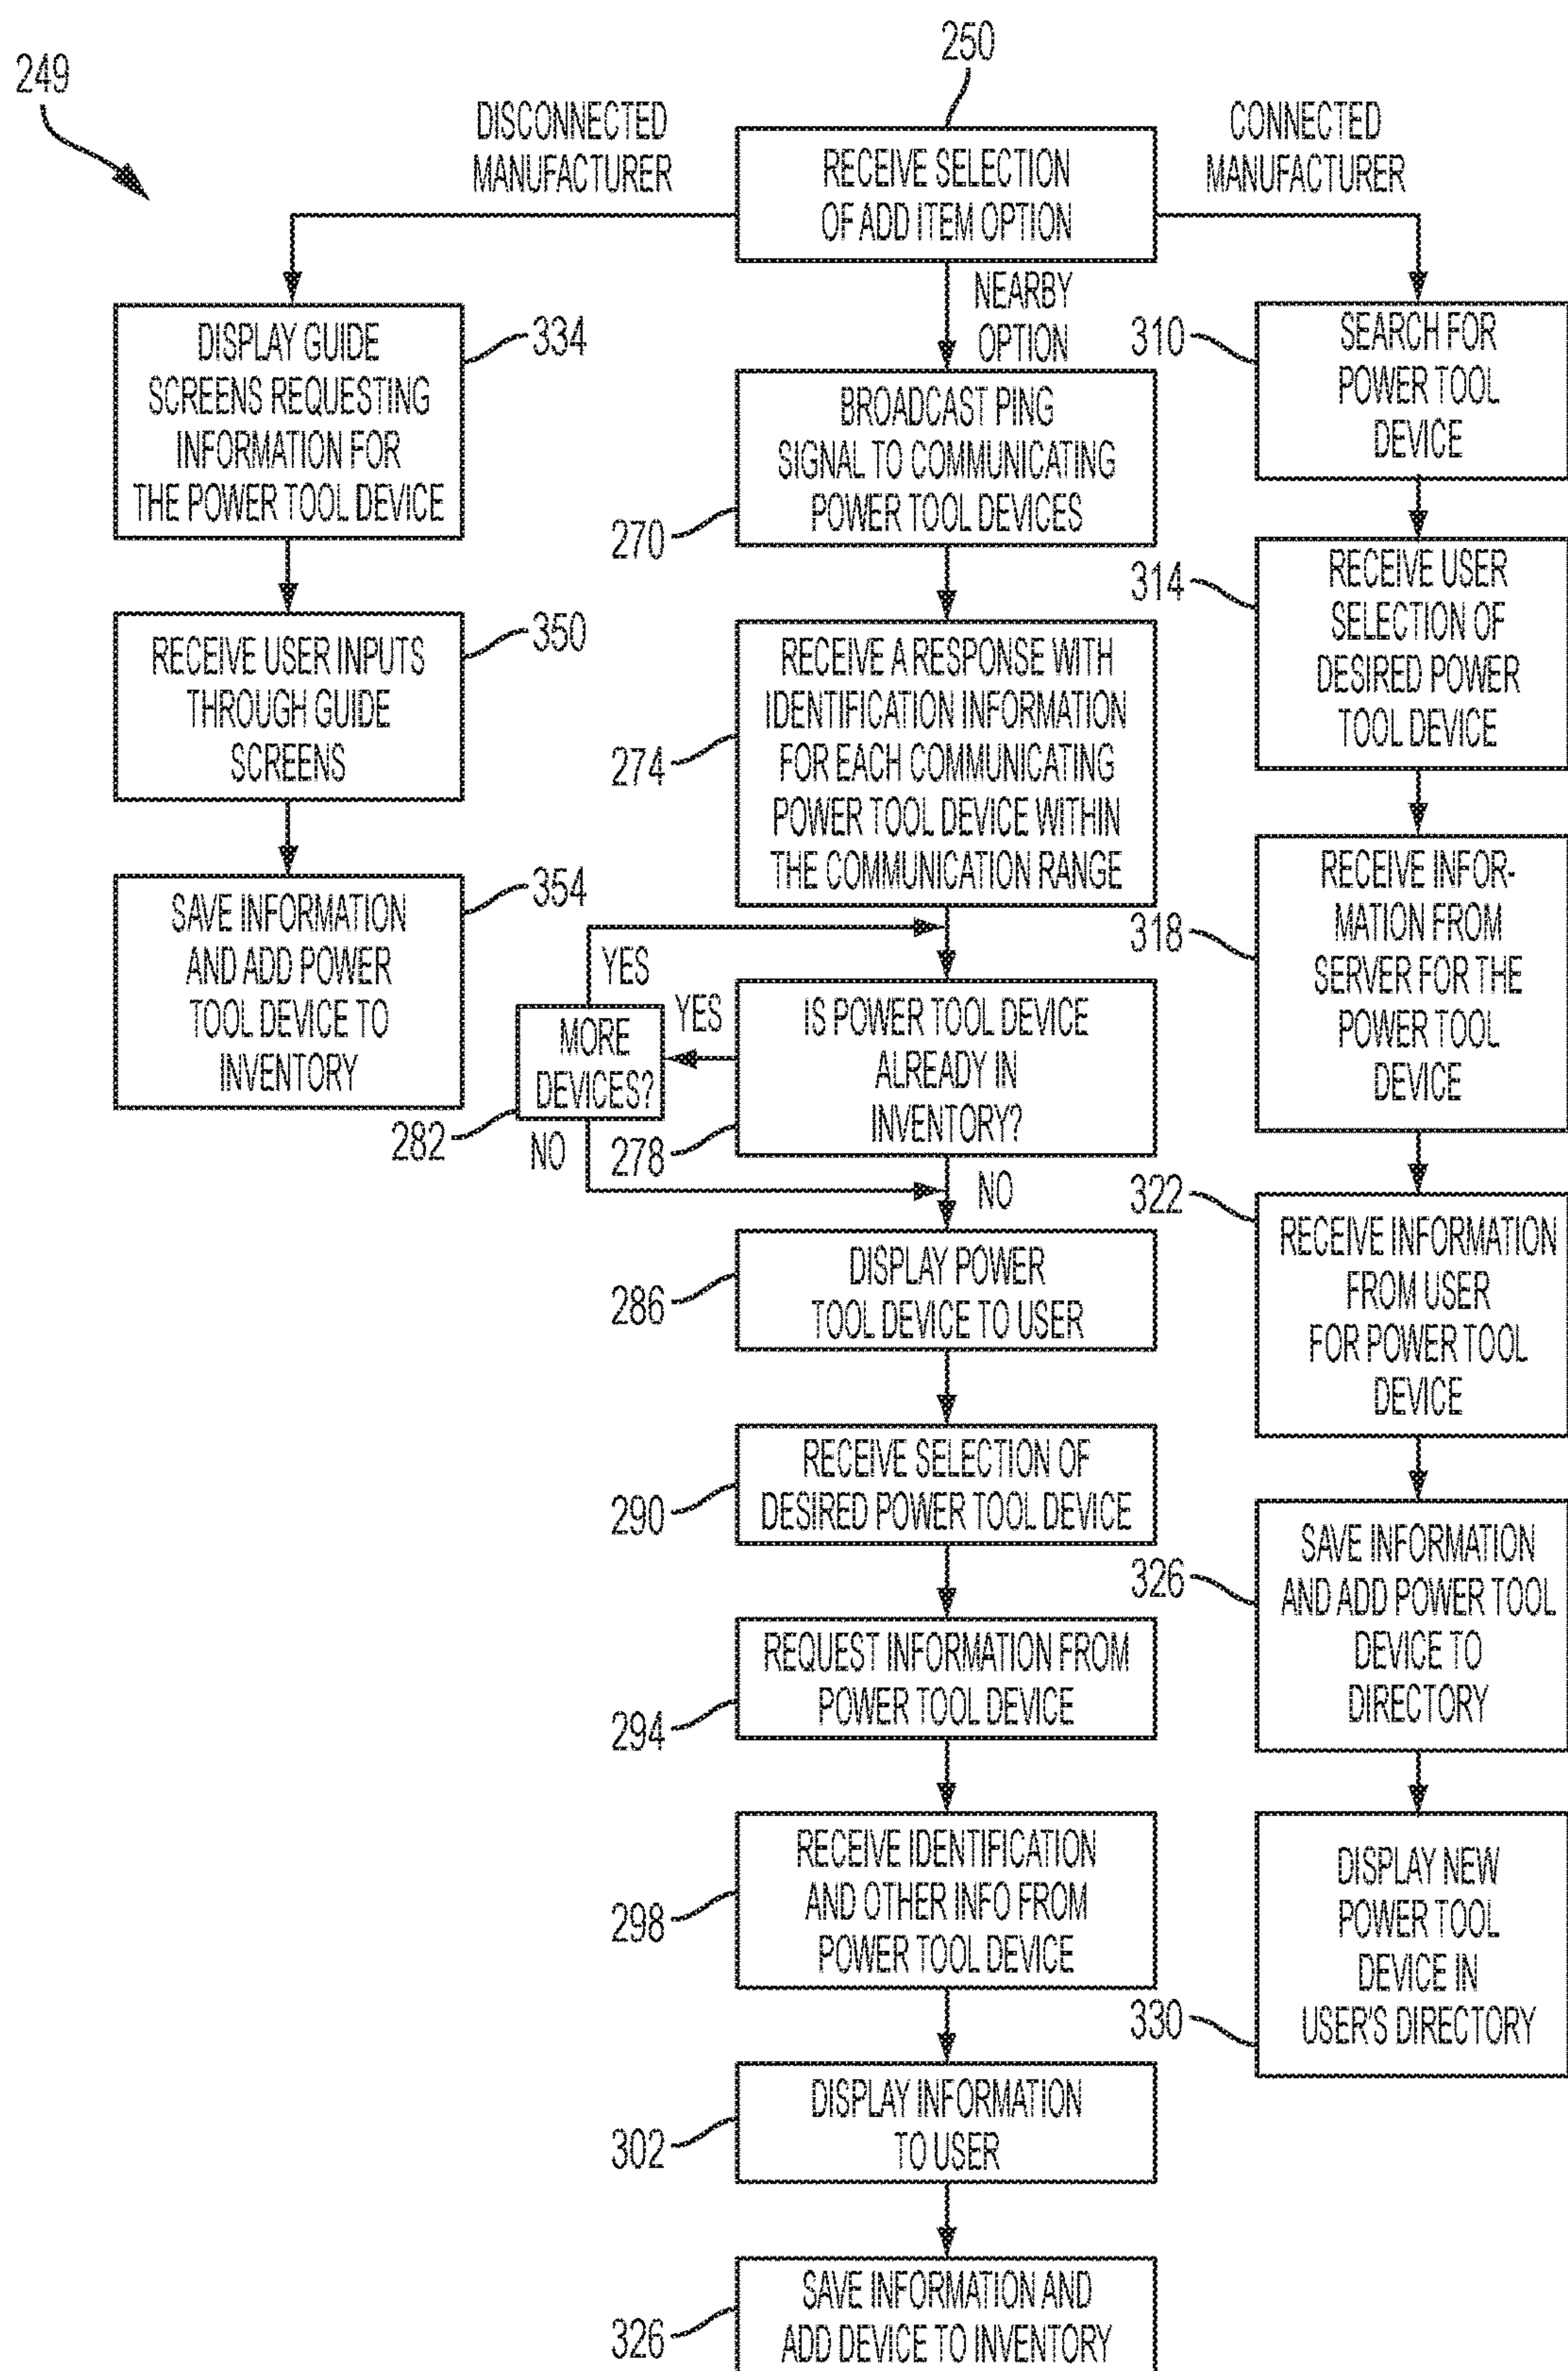 249
250
DISCONNECTED
MANUFACTURER
RECEIVE SELECTION
OF ADD ITEM OPTION
CONNECTED
MANUFACTURER
DISPLAY GUIDE
SCREENS REQUESTING
INFORMATION FOR
THE POWER TOOL DEVICE
334
RECEIVE USER INPUTS
THROUGH GUIDE
SCREENS
350
SAVE INFORMATION
AND ADD POWER
TOOL DEVICE TO
INVENTORY
354
NEARBY
OPTION
BROADCAST PING
SIGNAL TO COMMUNICATING
POWER TOOL DEVICES
270
RECEIVE A RESPONSE WITH
IDENTIFICATION INFORMATION
FOR EACH COMMUNICATING
POWER TOOL DEVICE WITHIN
THE COMMUNICATION RANGE
274
YES
YES
MORE
DEVICES?
282
NO
IS POWER TOOL DEVICE
ALREADY IN
INVENTORY?
278
NO
DISPLAY POWER
TOOL DEVICE TO USER
286
RECEIVE SELECTION OF
DESIRED POWER TOOL DEVICE
290
REQUEST INFORMATION FROM
POWER TOOL DEVICE
294
RECEIVE IDENTIFICATION
AND OTHER INFO FROM
POWER TOOL DEVICE
298
DISPLAY INFORMATION
TO USER
302
SAVE INFORMATION AND
ADD DEVICE TO INVENTORY
326
310
SEARCH FOR
POWER TOOL
DEVICE
314
RECEIVE USER
SELECTION OF
DESIRED POWER
TOOL DEVICE
318
RECEIVE INFOR-
MATION FROM
SERVER FOR THE
POWER TOOL
DEVICE
322
RECEIVE INFORMATION
FROM USER
FOR POWER TOOL
DEVICE
326
SAVE INFORMATION
AND ADD POWER TOOL
DEVICE TO
DIRECTORY
330
DISPLAY NEW
POWER TOOL
DEVICE IN
USER'S DIRECTORY